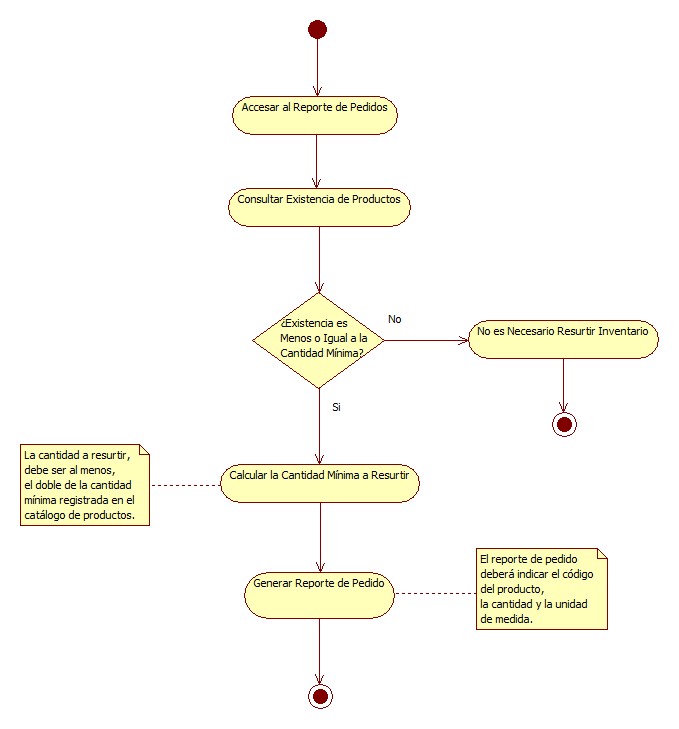 Accesar al Reporte de Pedidos
Consultar Existencia de Productos
¿Existencia es
Menos o Igual a la
Cantidad Mínima?
No
No es Necesario Resurtir Inventario
Si
La cantidad a resurtir,
debe ser al menos,
el doble de la cantidad
mínima registrada en el
catálogo de productos.
Calcular la Cantidad Mínima a Resurtir
Generar Reporte de Pedido
El reporte de pedido
deberá indicar el código
del producto,
la cantidad y la unidad
de medida.